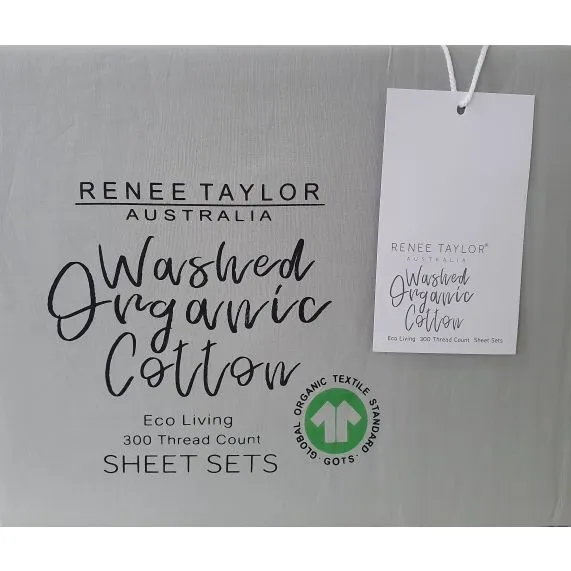 RENEE TAYLOR
AUSTRALIA
Washed
Organic
Cotton
Eco Living
300 Thread Count
SHEET SETS
GLOBAL ORGANIC TEXTILE STANDARD
· GOTS ·
RENEE TAYLOR®
AUSTRALIA
Washed
Organic
Cotton
Eco Living 300 Thread Count Sheet Sets